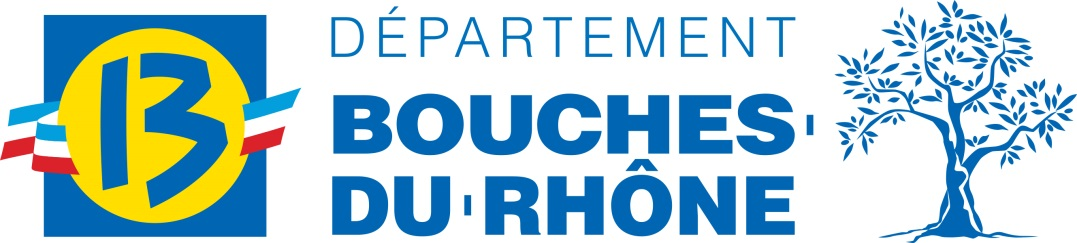 13
DÉPARTEMENT
BOUCHES-
DU-RHÔNE